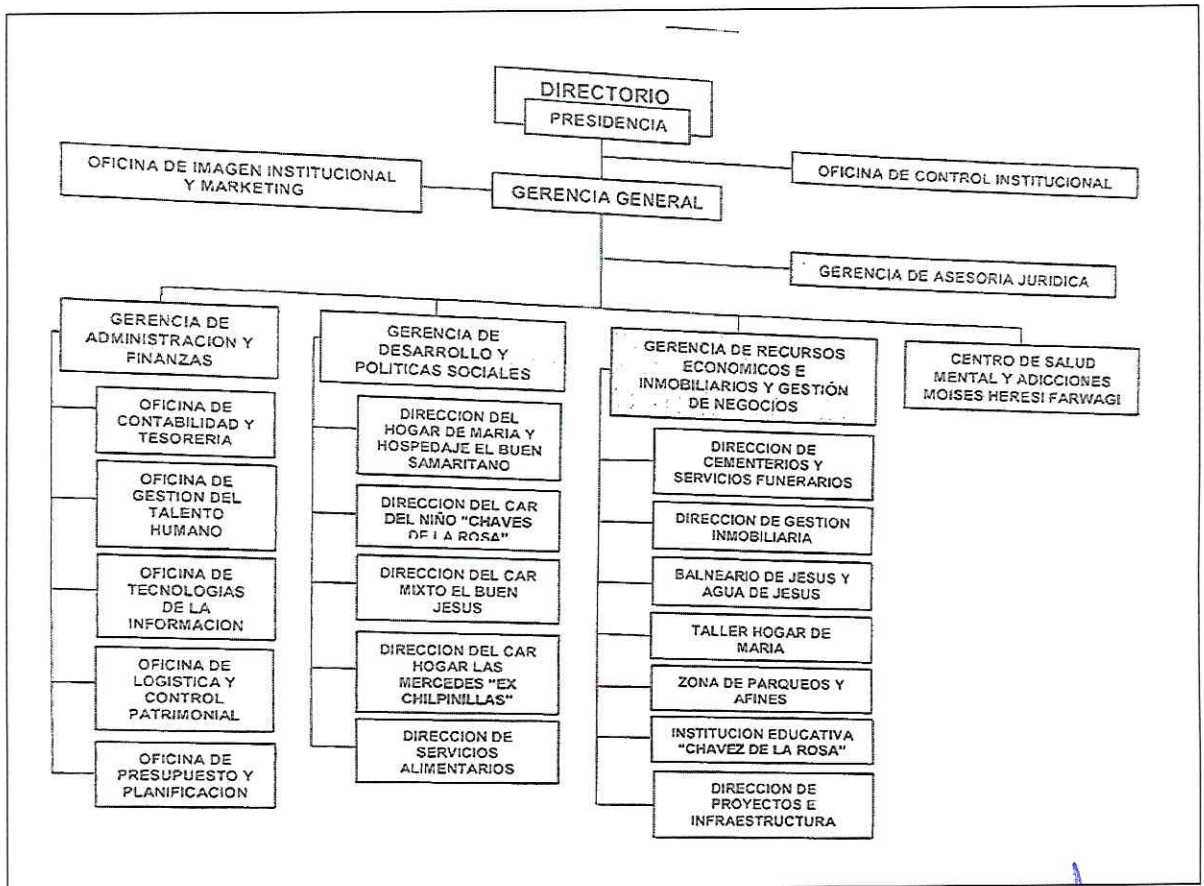 DIRECTORIO
PRESIDENCIA
OFICINA DE IMAGEN INSTITUCIONAL
Y MARKETING
OFICINA DE CONTROL INSTITUCIONAL
GERENCIA GENERAL
GERENCIA DE ASESORIA JURIDICA
GERENCIA DE
ADMINISTRACION Y
FINANZAS
OFICINA DE
CONTABILIDAD Y
TESORERIA
OFICINA DE
GESTION DEL
TALENTO
HUMANO
OFICINA DE
TECNOLOGIAS
DE LA
INFORMACION
OFICINA DE
LOGISTICA Y
CONTROL
PATRIMONIAL
OFICINA DE
PRESUPUESTO Y
PLANIFICACION
GERENCIA DE
DESARROLLO Y
POLITICAS SOCIALES
DIRECCION DEL
HOGAR DE MARIA Y
HOSPEDAJE EL BUEN
SAMARITANO
DIRECCION DEL CAR
DEL NIÑO "CHAVES
DE LA ROSA"
DIRECCION DEL CAR
MIXTO EL BUEN
JESUS
DIRECCION DEL CAR
HOGAR LAS
MERCEDES "EX
CHILPINILLAS"
DIRECCION DE
SERVICIOS
ALIMENTARIOS
GERENCIA DE RECURSOS
ECONOMICOS E
INMOBILIARIOS Y GESTIÓN
DE NEGOCIOS
DIRECCION DE
CEMENTERIOS Y
SERVICIOS FUNERARIOS
DIRECCION DE GESTION
INMOBILIARIA
BALNEARIO DE JESUS Y
AGUA DE JESUS
TALLER HOGAR DE
MARIA
ZONA DE PARQUEOS Y
AFINES
INSTITUCION EDUCATIVA
"CHAVEZ DE LA ROSA"
DIRECCION DE
PROYECTOS E
INFRAESTRUCTURA
CENTRO DE SALUD
MENTAL Y ADICCIONES
MOISES HERESI FARWAGI